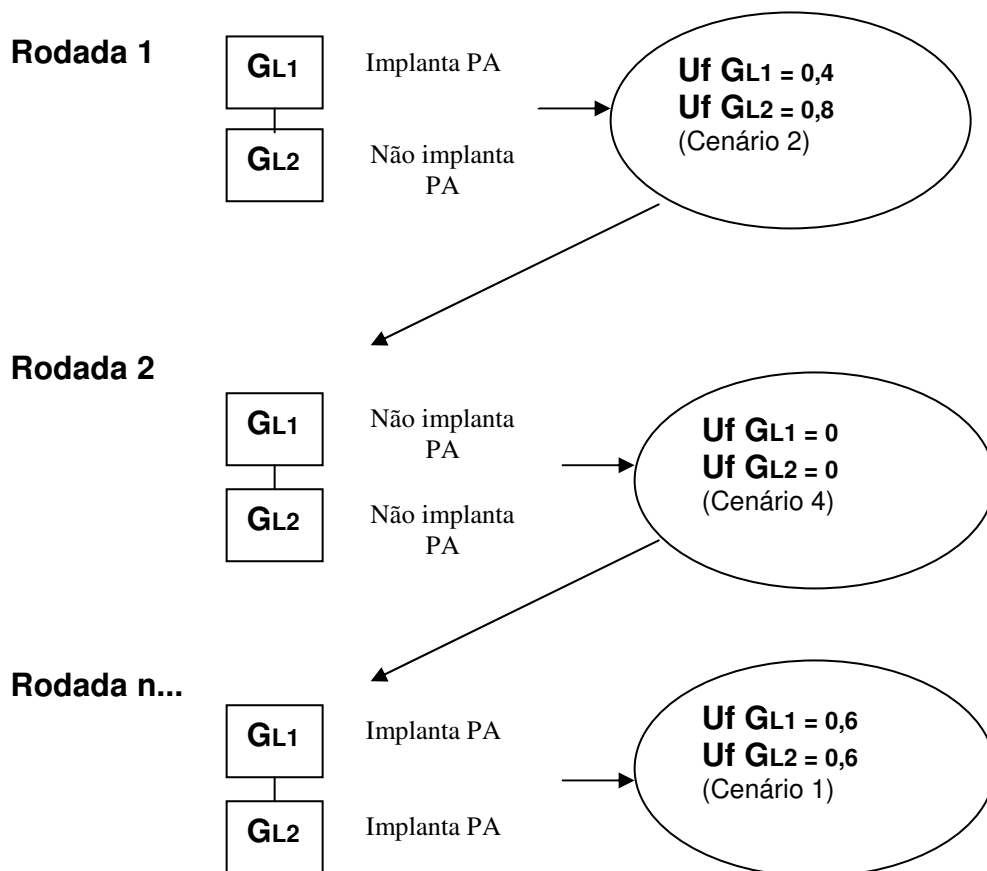 Rodada 1
GL1
Implanta PA
GL2
Não implanta
PA
Uf GL1 = 0,4
Uf GL2 = 0,8
(Cenário 2)
Rodada 2
GL1
Não implanta
PA
GL2
Não implanta
PA
Uf GL1 = 0
Uf GL2 = 0
(Cenário 4)
Rodada n...
GL1
Implanta PA
GL2
Implanta PA
Uf GL1 = 0,6
Uf GL2 = 0,6
(Cenário 1)